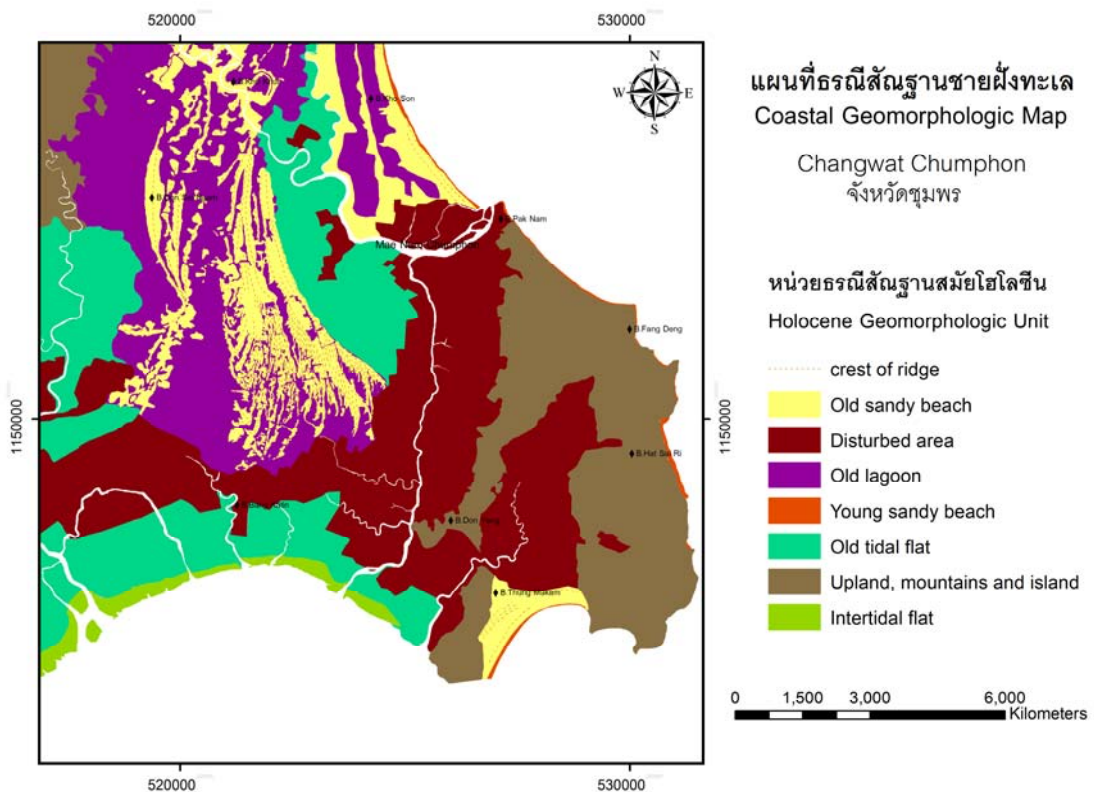 520000
530000
N
W
E
S
แผนที่ธรณีสัณฐานชายฝั่งทะเล
Coastal Geomorphologic Map
Changwat Chumphon
จังหวัดชุมพร
B.Kho Son
B.Pak Nam
Mae Nam Chumphon
B.Fang Deng
1150000
1150000
B.Hat Sai Ri
B.Don Yang
B.Thung Makam
หน่วยธรณีสัณฐานสมัยโฮโลซีน
Holocene Geomorphologic Unit
crest of ridge
Old sandy beach
Disturbed area
Old lagoon
Young sandy beach
Old tidal flat
Upland, mountains and island
Intertidal flat
0
1,500
3,000
6,000
Kilometers
520000
530000